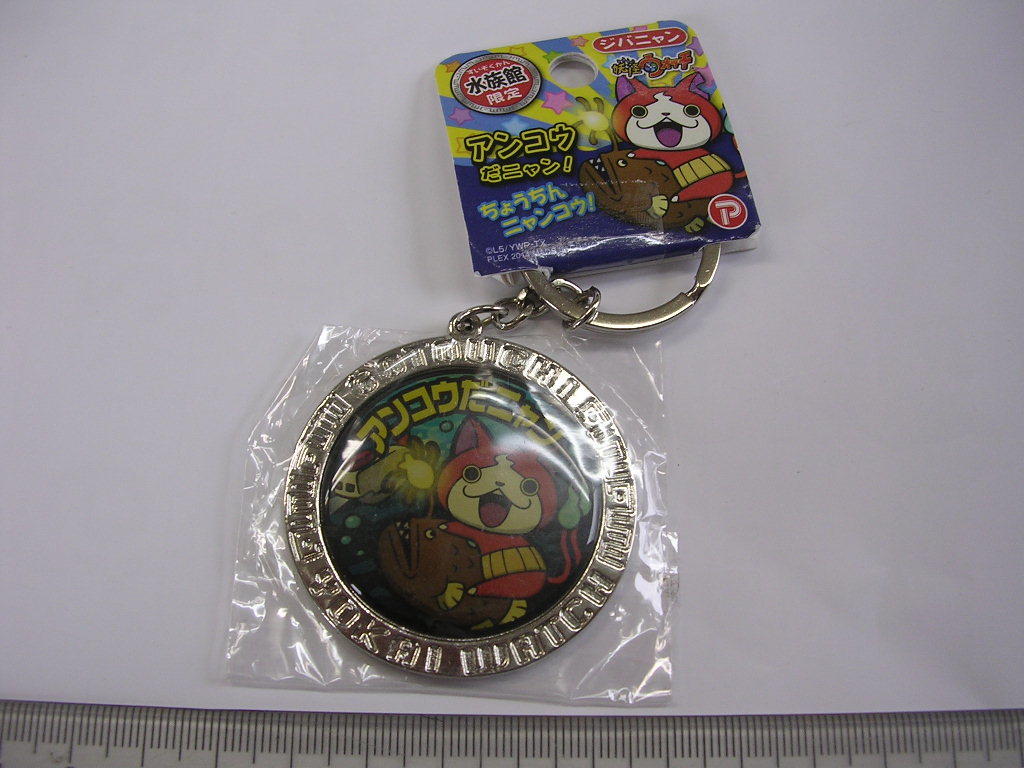 ジバニャン
妖怪ウォッチ
すいぞくかん
水族館
限定
アンコウ
だニャン!
ちょうちん
ニャンコウ!
©L5/YWP・TX
PLEX
アンコウだニャン
YOKAI WATCH